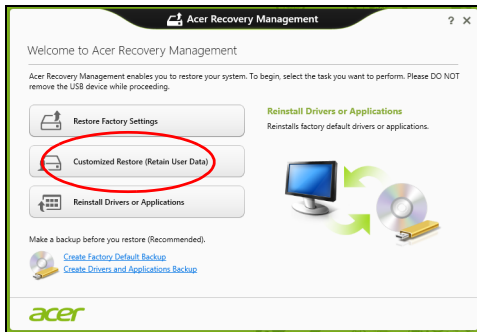 Acer Recovery Management
? ×
Welcome to Acer Recovery Management
Acer Recovery Management enables you to restore your system. To begin, select the task you want to perform. Please DO NOT
remove the USB device while proceeding.
Restore Factory Settings
Customized Restore (Retain User Data)
Reinstall Drivers or Applications
Reinstall Drivers or Applications
Reinstalls factory default drivers or applications.
Make a backup before you restore (Recommended).
Create Factory Default Backup
Create Drivers and Applications Backup
acer